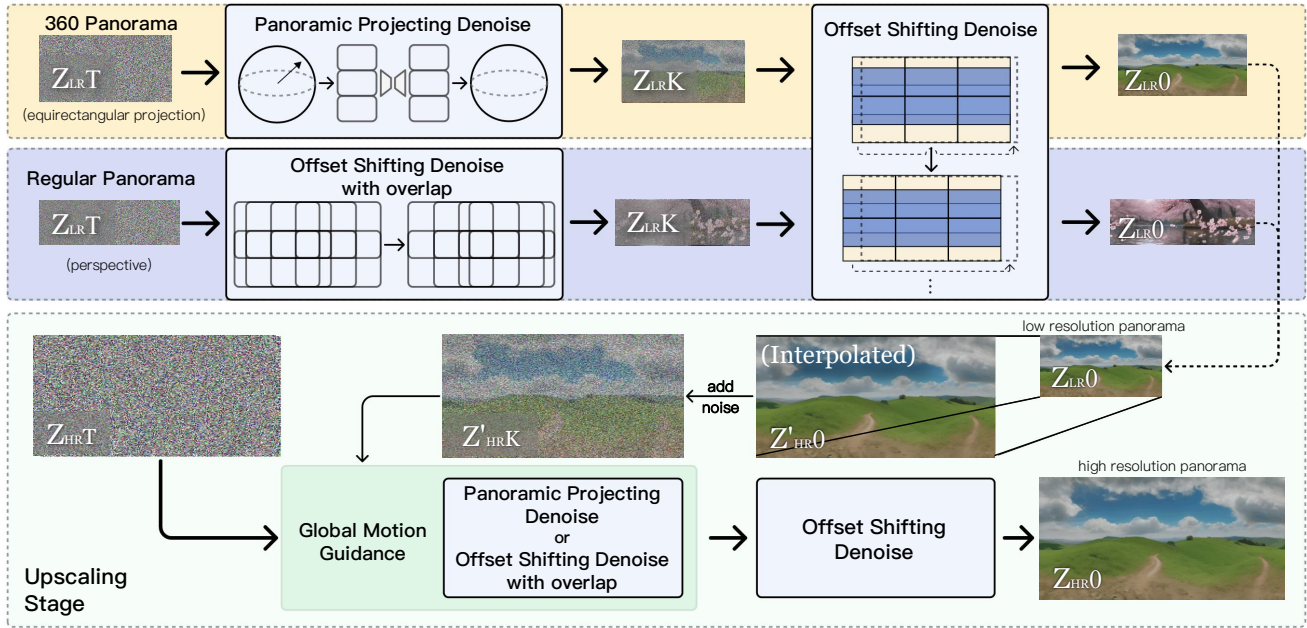 360 Panorama
ZLRT
(equirectangular projection)
Panoramic Projecting Denoise
ZLRK
Offset Shifting Denoise
ZLR0
Regular Panorama
ZLRT
(perspective)
Offset Shifting Denoise
with overlap
ZLRK
⋮
ZLR0
ZHRT
Z'HRK
add
noise
(Interpolated)
Z'HR0
low resolution panorama
ZLR0
Global Motion
Guidance
Panoramic Projecting
Denoise
or
Offset Shifting Denoise
with overlap
Offset Shifting
Denoise
high resolution panorama
ZHR0
Upscaling
Stage